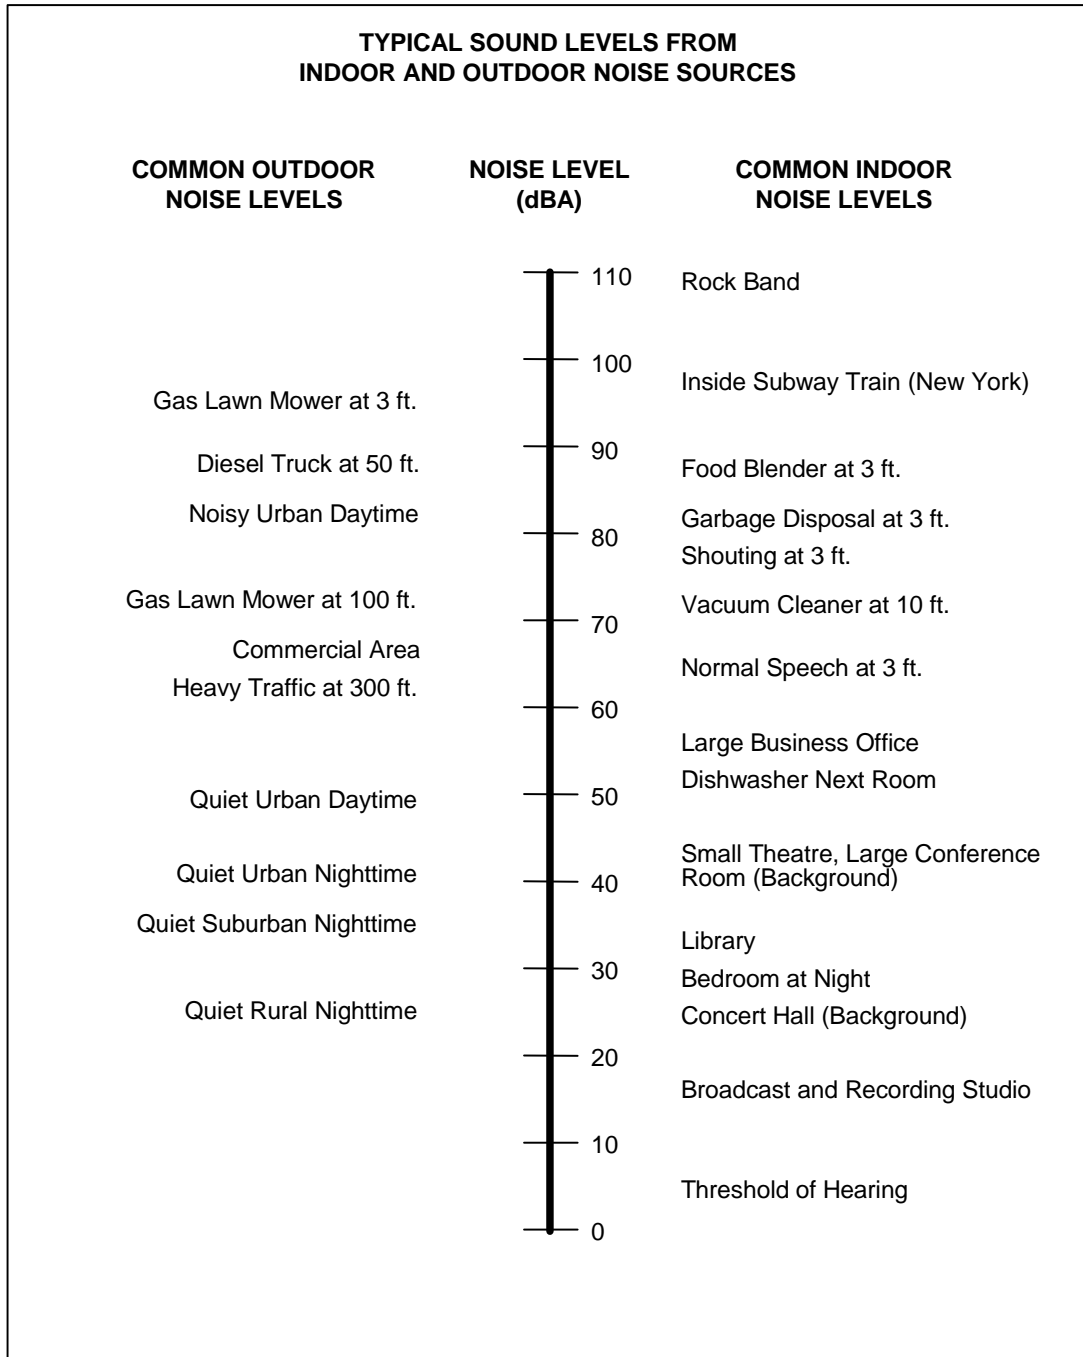 TYPICAL SOUND LEVELS FROM
INDOOR AND OUTDOOR NOISE SOURCES
COMMON OUTDOOR
NOISE LEVELS
NOISE LEVEL
(dBA)
COMMON INDOOR
NOISE LEVELS
110
Rock Band
100
Inside Subway Train (New York)
Gas Lawn Mower at 3 ft.
90
Diesel Truck at 50 ft.
Food Blender at 3 ft.
Noisy Urban Daytime
Garbage Disposal at 3 ft.
80
Shouting at 3 ft.
Gas Lawn Mower at 100 ft.
Vacuum Cleaner at 10 ft.
70
Commercial Area
Normal Speech at 3 ft.
Heavy Traffic at 300 ft.
60
Large Business Office
Dishwasher Next Room
Quiet Urban Daytime
50
Small Theatre, Large Conference
Room (Background)
Quiet Urban Nighttime
40
Quiet Suburban Nighttime
Library
30
Bedroom at Night
Quiet Rural Nighttime
Concert Hall (Background)
20
Broadcast and Recording Studio
10
Threshold of Hearing
0